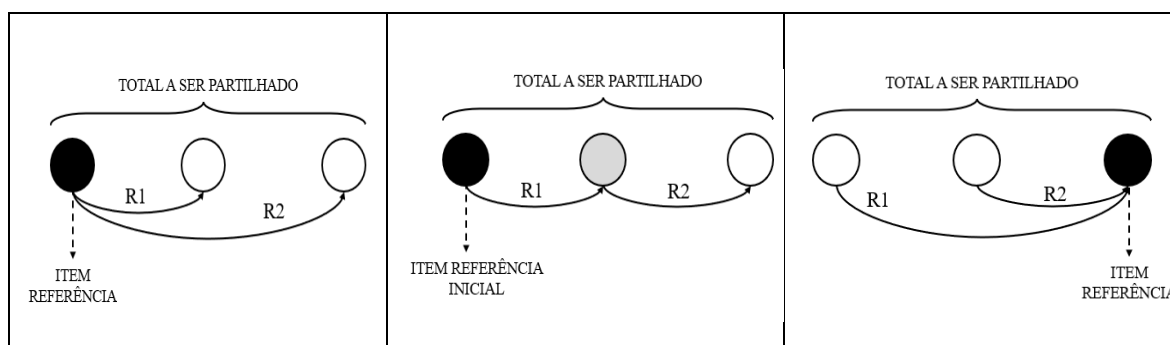 TOTAL A SER PARTILHADO
R1
R2
ITEM
REFERÊNCIA
TOTAL A SER PARTILHADO
R1
R2
ITEM REFERÊNCIA
INICIAL
TOTAL A SER PARTILHADO
R1
R2
ITEM
REFERÊNCIA